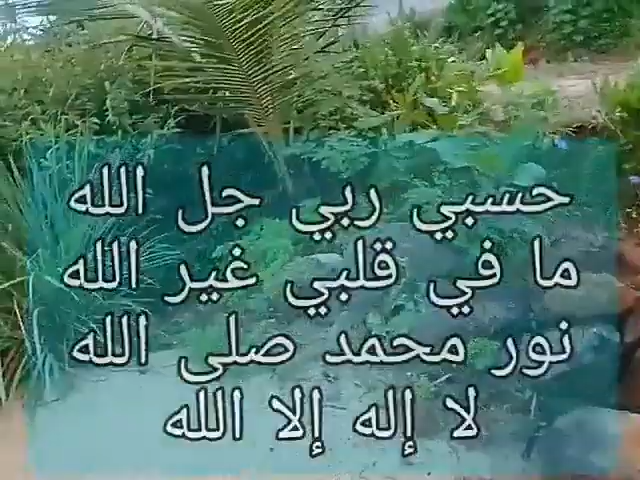 حسبي ربي جل الله
ما في قلبي غير الله
نور محمد صلى الله
لا إله إلا الله